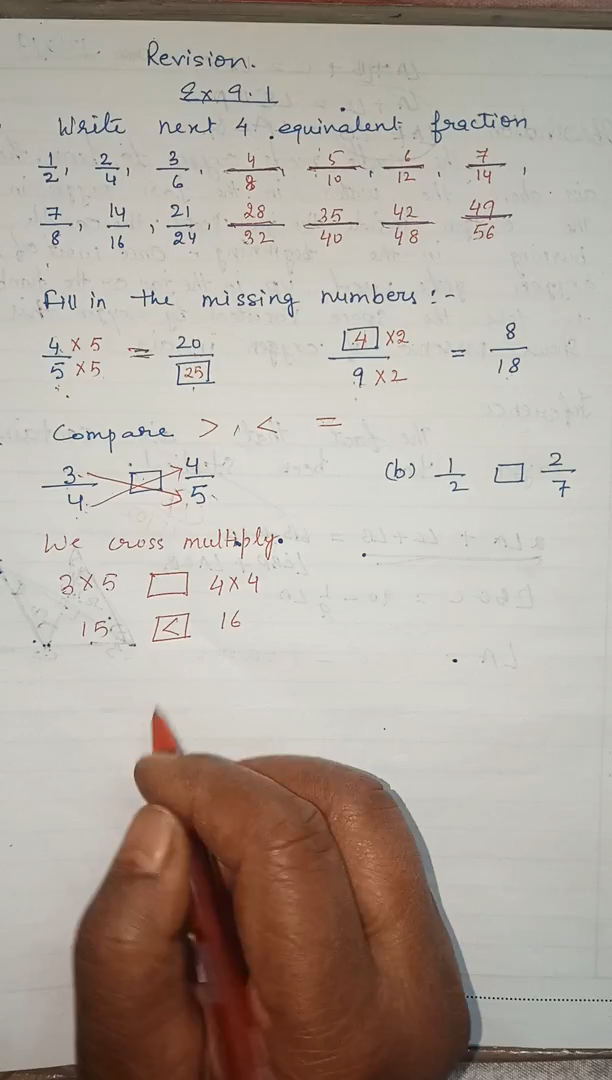 Revision.
Ex 9.1
Write next 4 equivalent fraction
1/2, 2/4, 3/6, 4/8, 5/10, 6/12, 7/14,
7/8, 14/16, 21/24, 28/32 35/40 42/48 49/56
Fill in the missing numbers :-
4/5 ×5/×5 = 20/25 4/9 ×2/×2 = 8/18
Compare >, < =
3/4 □ 4/5 (b) 1/2 □ 2/7
We cross multiply.
3×5 □ 4×4
15 < 16